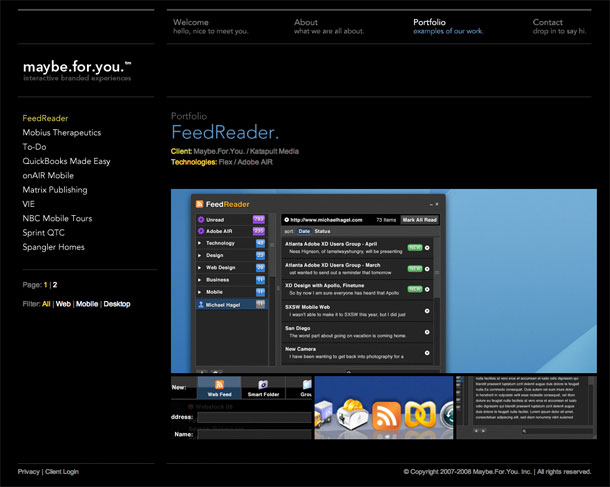 Welcome
hello, nice to meet you.
About
what we are all about.
Portfolio
examples of our work.
Contact
drop in to say hi.
maybe.for.you.™
interactive branded experiences
FeedReader
Mobius Therapeutics
To-Do
QuickBooks Made Easy
onAIR Mobile
Matrix Publishing
VIE
NBC Mobile Tours
Sprint QTC
Spangler Homes
Page: 1 | 2
Filter: All | Web | Mobile | Desktop
Portfolio
FeedReader.
Client: Maybe.For.You. / Katapult Media
Technologies: Flex / Adobe AIR
FeedReader
Unread
Adobe AIR
Technology
Design
Web Design
Business
Mobile
Michael Hagel
http://www.michaelhagel.com 73 Items Mark All Read
sort Date Status
Atlanta Adobe XD Users Group - April
Ness Highson, of iamalwayshungry, will be presenting
NEW
Atlanta Adobe XD Users Group - March
Just wanted to send out a reminder that tomorrow
NEW
XD Design with Apollo, Finetune
So by now I am sure everyone has heard that Apollo
NEW
SXSW Mobile Web
I wasn't able to make it to SXSW this year, but I did just
San Diego
The worst part about going on vacation is coming home.
New Camera
I have been wanting to get back into photography for a
New:
Web Feed
Smart Folder
Grou
ddress:
Name:
Privacy | Client Login
© Copyright 2007-2008 Maybe.For.You. Inc. | All rights reserved.